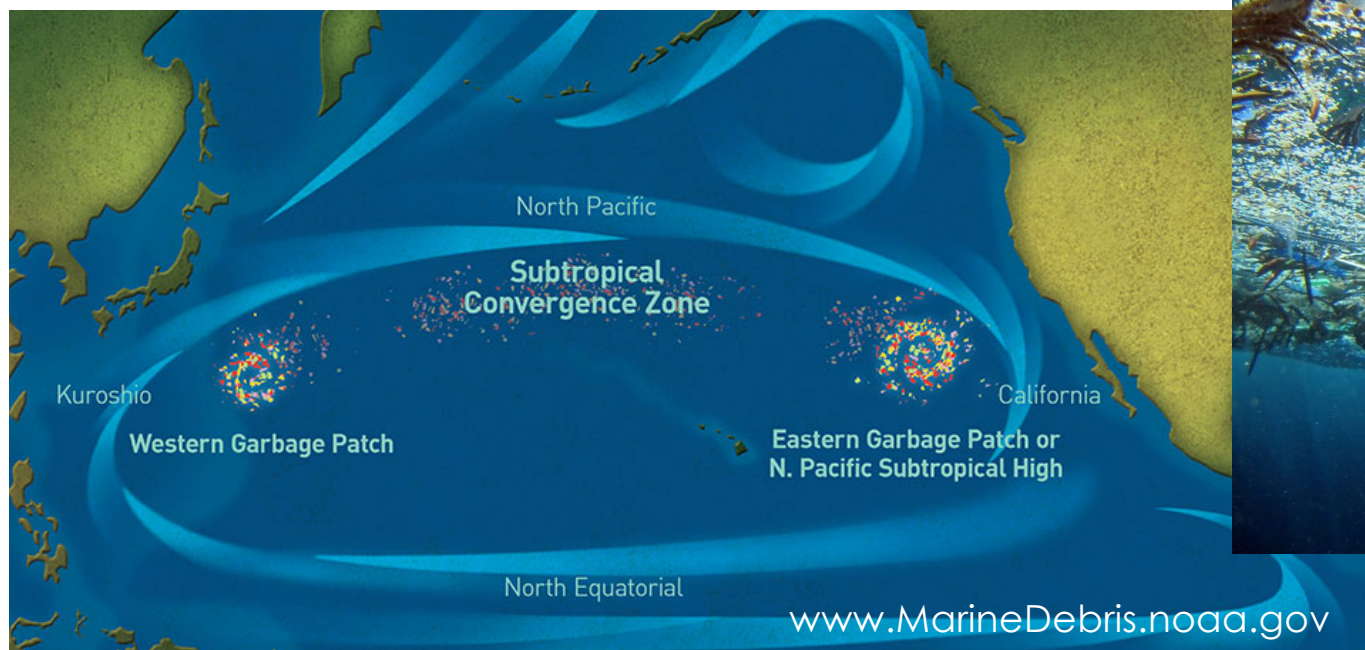 North Pacific
Subtropical
Convergence Zone
Kuroshio
California
Western Garbage Patch
Eastern Garbage Patch or
N. Pacific Subtropical High
North Equatorial
www.MarineDebris.noaa.gov